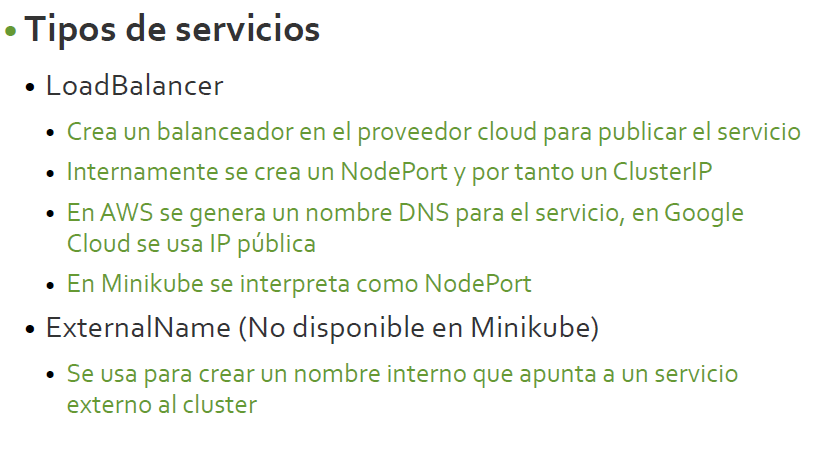 • Tipos de servicios
• LoadBalancer
• Crea un balanceador en el proveedor cloud para publicar el servicio
• Internamente se crea un NodePort y por tanto un ClusterIP
• En AWS se genera un nombre DNS para el servicio, en Google
Cloud se usa IP pública
• En Minikube se interpreta como NodePort
• ExternalName (No disponible en Minikube)
• Se usa para crear un nombre interno que apunta a un servicio
externo al cluster